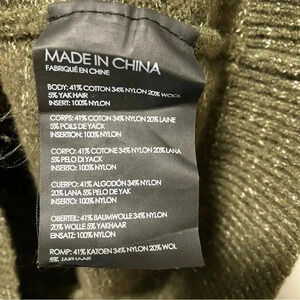 MADE IN CHINA
FABRIQUÉ EN CHINE
BODY: 41% COTTON 34% NYLON 20% WOOL
5% YAK HAIR
INSERT: 100% NYLON
CORPS: 41% COTON 34% NYLON 20% LAINE
5% POILS DE YACK
INSERTION: 100% NYLON
CORPO: 41% COTONE 34% NYLON 20% LANA
5% PELO DI YACK
INSERTO: 100% NYLON
CUERPO: 41% ALGODÓN 34% NYLON
20% LANA 5% PELO DE YAK
INSERTO: 100% NYLON
OBERTEIL: 41% BAUMWOLLE 34% NYLON
20% WOLLE 5% YAKHAAR
EINSATZ: 100% NYLON
ROMP: 41% KATOEN 34% NYLON 20% WOL
5% JAKHAAR